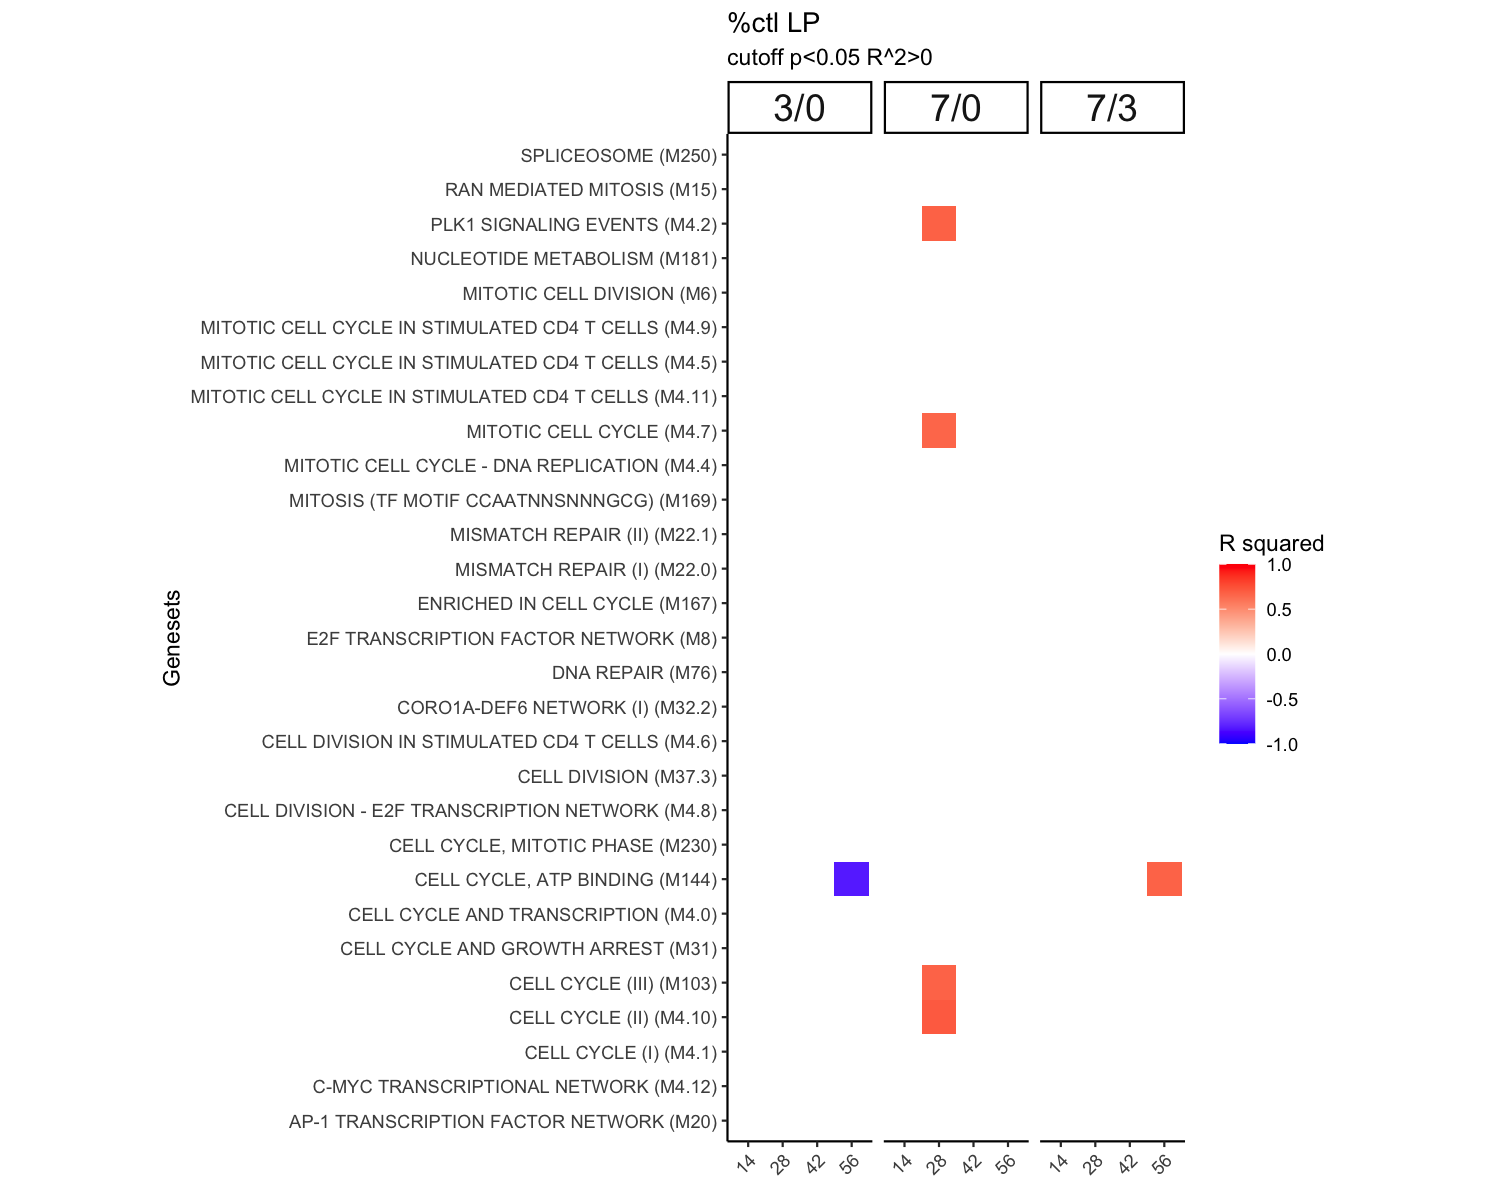 %ctl LP
cutoff p<0.05 R^2>0
3/0 7/0 7/3
SPLICEOSOME (M250)
RAN MEDIATED MITOSIS (M15)
PLK1 SIGNALING EVENTS (M4.2)
NUCLEOTIDE METABOLISM (M181)
MITOTIC CELL DIVISION (M6)
MITOTIC CELL CYCLE IN STIMULATED CD4 T CELLS (M4.9)
MITOTIC CELL CYCLE IN STIMULATED CD4 T CELLS (M4.5)
MITOTIC CELL CYCLE IN STIMULATED CD4 T CELLS (M4.11)
MITOTIC CELL CYCLE (M4.7)
MITOTIC CELL CYCLE - DNA REPLICATION (M4.4)
MITOSIS (TF MOTIF CCAATNNSNNNGCG) (M169)
MISMATCH REPAIR (II) (M22.1)
MISMATCH REPAIR (I) (M22.0)
ENRICHED IN CELL CYCLE (M167)
E2F TRANSCRIPTION FACTOR NETWORK (M8)
DNA REPAIR (M76)
CORO1A-DEF6 NETWORK (I) (M32.2)
CELL DIVISION IN STIMULATED CD4 T CELLS (M4.6)
CELL DIVISION (M37.3)
CELL DIVISION - E2F TRANSCRIPTION NETWORK (M4.8)
CELL CYCLE, MITOTIC PHASE (M230)
CELL CYCLE, ATP BINDING (M144)
CELL CYCLE AND TRANSCRIPTION (M4.0)
CELL CYCLE AND GROWTH ARREST (M31)
CELL CYCLE (III) (M103)
CELL CYCLE (II) (M4.10)
CELL CYCLE (I) (M4.1)
C-MYC TRANSCRIPTIONAL NETWORK (M4.12)
AP-1 TRANSCRIPTION FACTOR NETWORK (M20)
Genesets
14 28 42 56 14 28 42 56 14 28 42 56
R squared
1.0
0.5
0.0
-0.5
-1.0